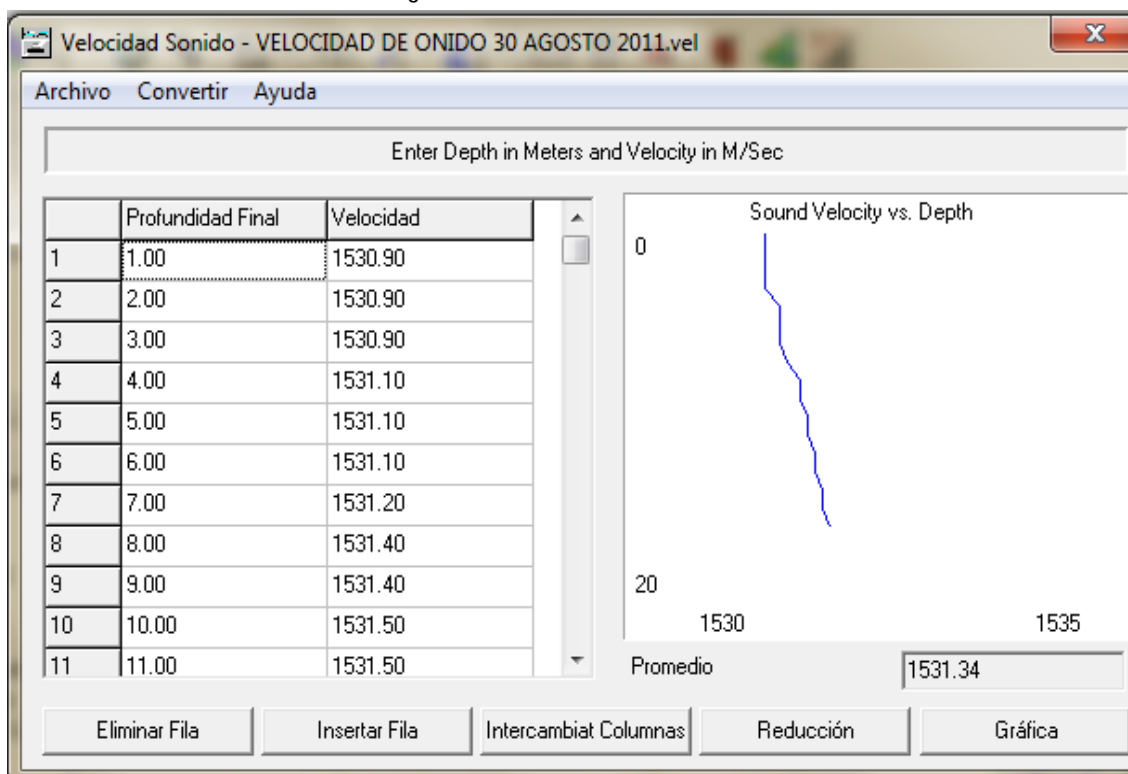 Velocidad Sonido - VELOCIDAD DE ONIDO 30 AGOSTO 2011.vel
Archivo Convertir Ayuda
Enter Depth in Meters and Velocity in M/Sec
Profundidad Final Velocidad
1 1.00 1530.90
2 2.00 1530.90
3 3.00 1530.90
4 4.00 1531.10
5 5.00 1531.10
6 6.00 1531.10
7 7.00 1531.20
8 8.00 1531.40
9 9.00 1531.40
10 10.00 1531.50
11 11.00 1531.50
Sound Velocity vs. Depth
0
20
1530 1535
Promedio 1531.34
Eliminar Fila Insertar Fila Intercambiat Columnas Reducción Gráfica